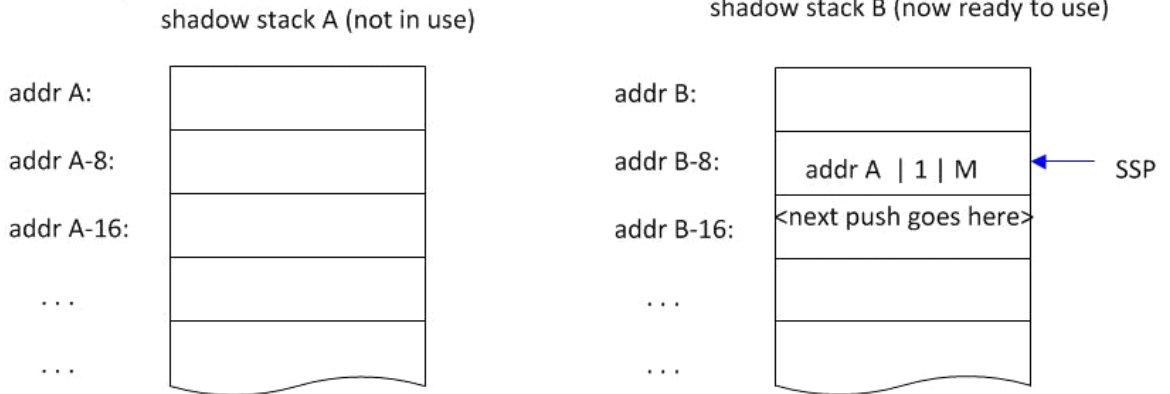 shadow stack A (not in use)
shadow stack B (now ready to use)
addr A:
addr A-8:
addr A-16:
. . .
. . .
addr B:
addr B-8:
addr A | 1 | M
SSP
addr B-16:
<next push goes here>
. . .
. . .